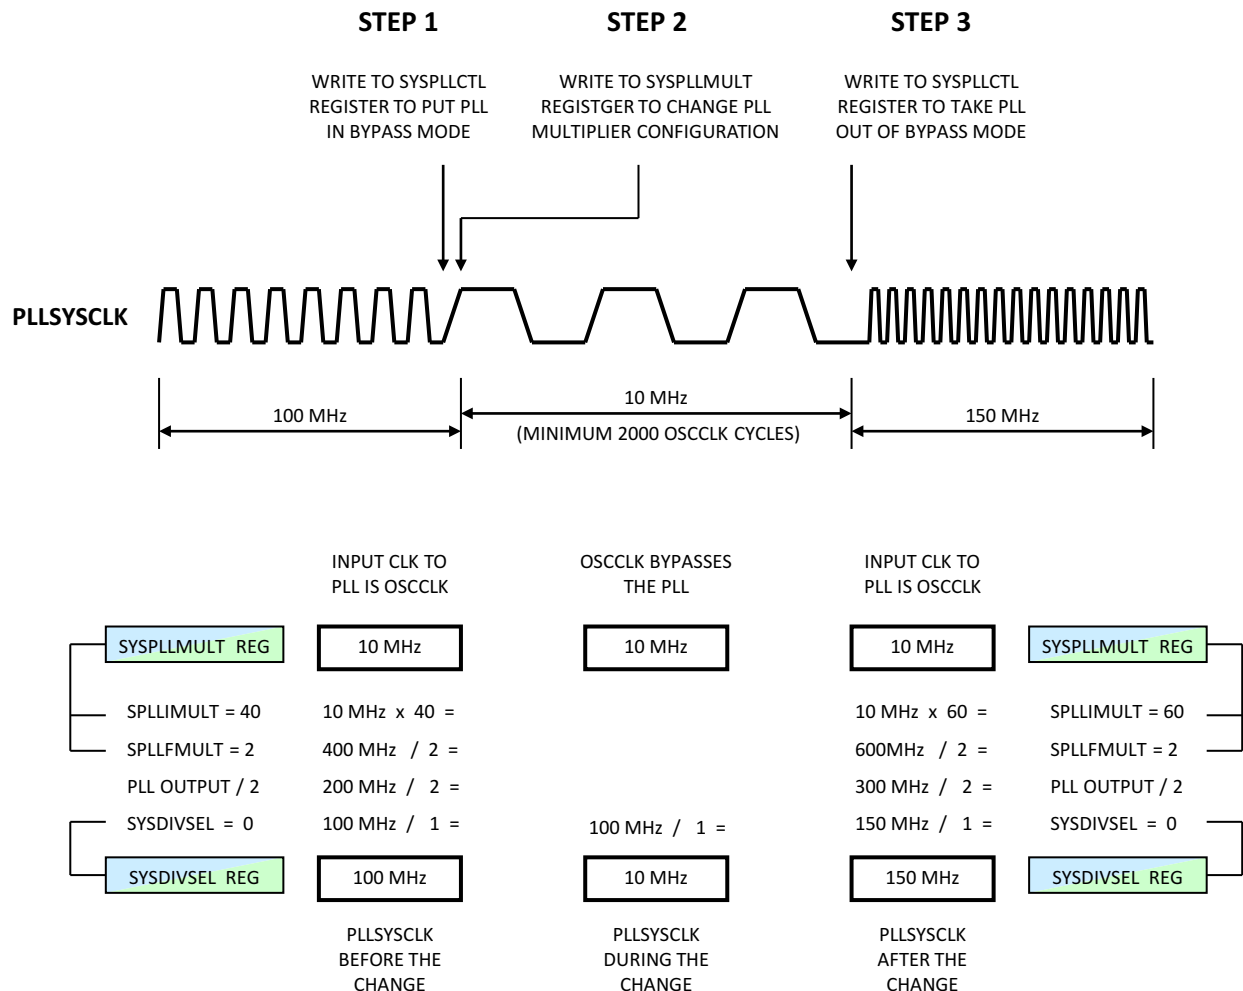 STEP 1
STEP 2
STEP 3
WRITE TO SYSPLLCTL
REGISTER TO PUT PLL
IN BYPASS MODE
WRITE TO SYSPLLMULT
REGISTGER TO CHANGE PLL
MULTIPLIER CONFIGURATION
WRITE TO SYSPLLCTL
REGISTER TO TAKE PLL
OUT OF BYPASS MODE
PLLSYSCLK
100 MHz
10 MHz
(MINIMUM 2000 OSCCLK CYCLES)
150 MHz
INPUT CLK TO
PLL IS OSCCLK
OSCCLK BYPASSES
THE PLL
INPUT CLK TO
PLL IS OSCCLK
SYSPLLMULT REG
10 MHz
10 MHz
10 MHz
SYSPLLMULT REG
SPLLIMULT = 40
10 MHz x 40 =
10 MHz x 60 =
SPLLIMULT = 60
SPLLFMULT = 2
400 MHz / 2 =
600MHz / 2 =
SPLLFMULT = 2
PLL OUTPUT / 2
200 MHz / 2 =
300 MHz / 2 =
PLL OUTPUT / 2
SYSDIVSEL = 0
100 MHz / 1 =
100 MHz / 1 =
150 MHz / 1 =
SYSDIVSEL = 0
SYSDIVSEL REG
100 MHz
10 MHz
150 MHz
SYSDIVSEL REG
PLLSYSCLK
BEFORE THE
CHANGE
PLLSYSCLK
DURING THE
CHANGE
PLLSYSCLK
AFTER THE
CHANGE